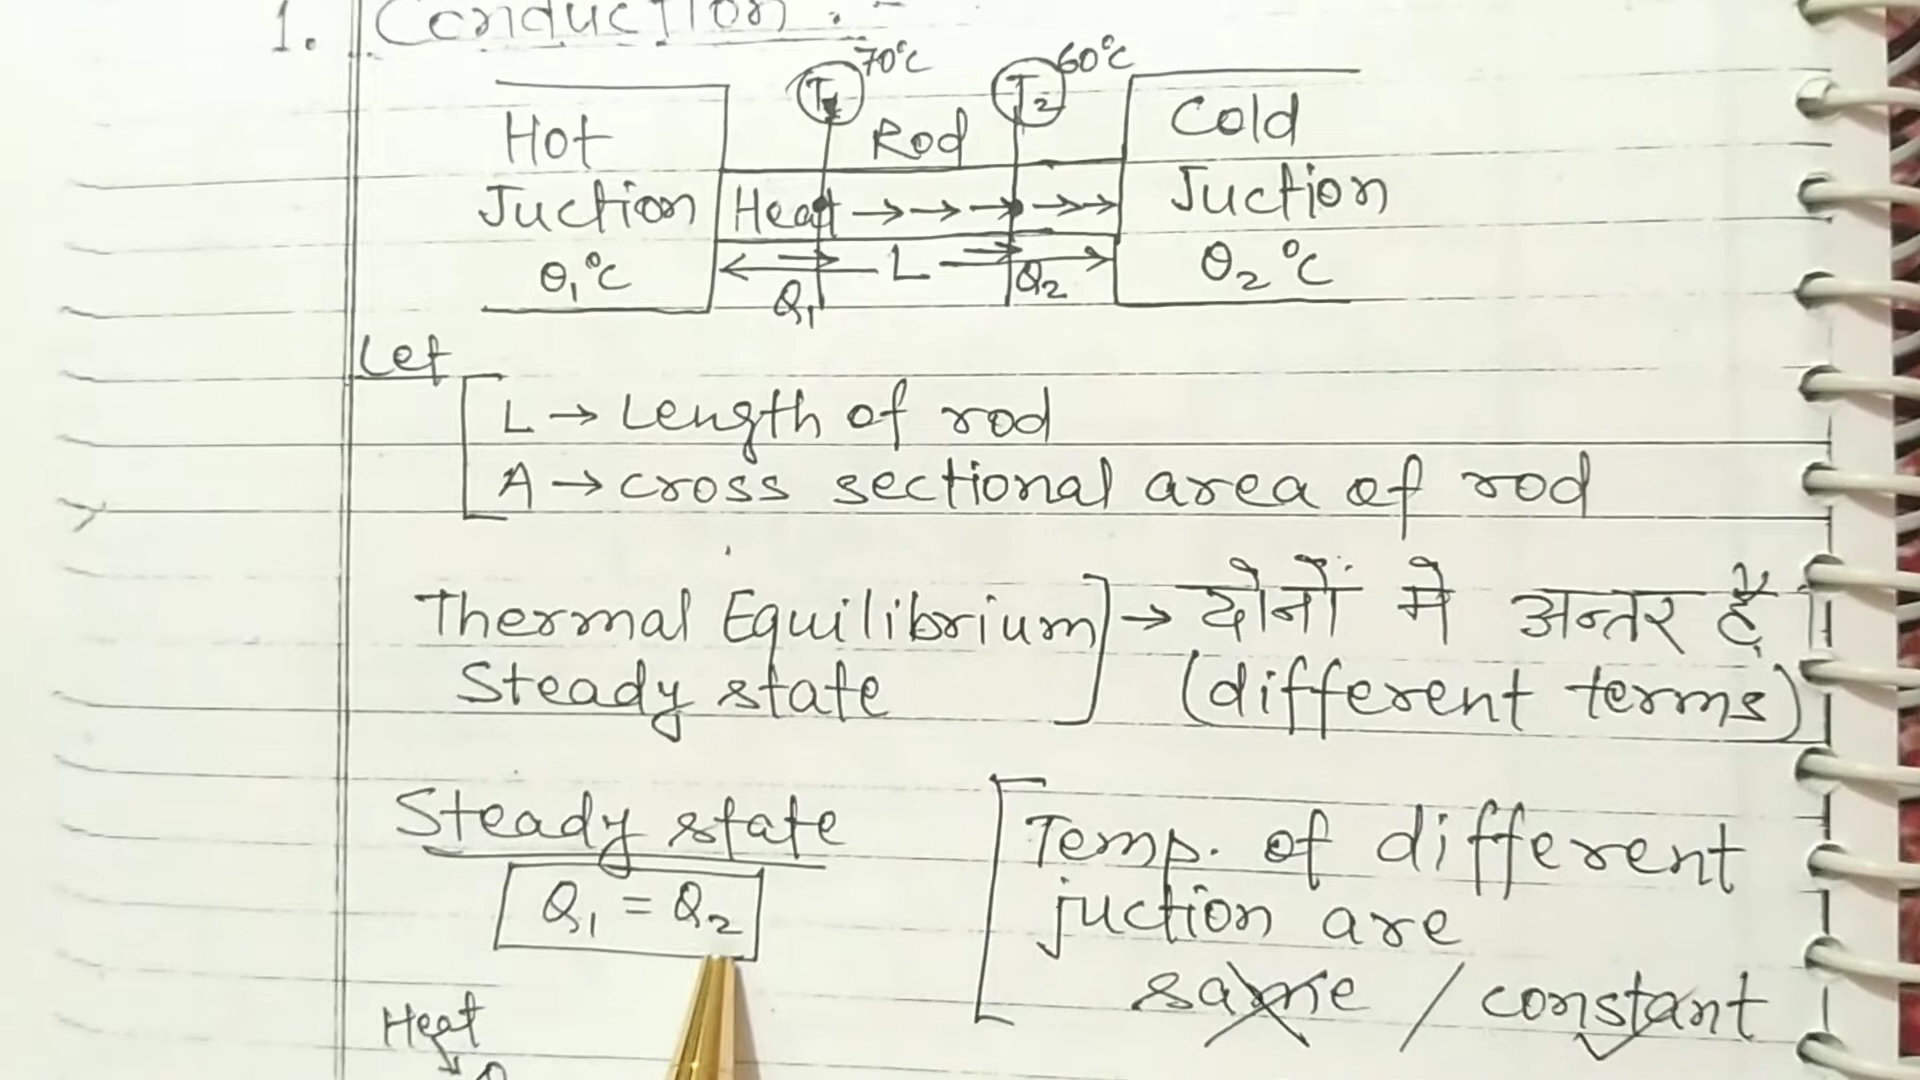 1. Conduction :-
70°C 60°C
T1 T2
Hot Rod Cold
Juction Heat Juction
θ₁°C L θ₂°C
Q₁ Q₂
Let
L → Length of rod
A → cross sectional area of rod
Thermal Equilibrium ] → दोनों मे अन्तर है
Steady state (different terms)
Steady state
Q₁ = Q₂
Temp. of different
juction are
same / constant
Heat